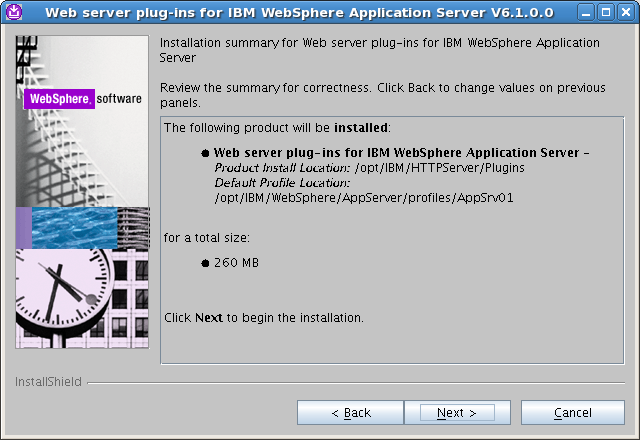 Web server plug-ins for IBM WebSphere Application Server V6.1.0.0
WebSphere. software
Installation summary for Web server plug-ins for IBM WebSphere Application
Server
Review the summary for correctness. Click Back to change values on previous
panels.
The following product will be installed:
● Web server plug-ins for IBM WebSphere Application Server -
Product Install Location: /opt/IBM/HTTPServer/Plugins
Default Profile Location:
/opt/IBM/WebSphere/AppServer/profiles/AppSrv01
for a total size:
● 260 MB
Click Next to begin the installation.
InstallShield
< Back
Next >
Cancel